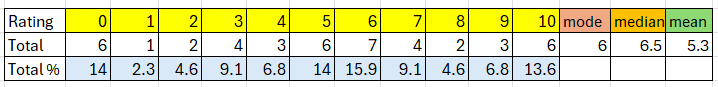 Rating 0 1 2 3 4 5 6 7 8 9 10 mode median mean
Total 6 1 2 4 3 6 7 4 2 3 6 6 6.5 5.3
Total % 14 2.3 4.6 9.1 6.8 14 15.9 9.1 4.6 6.8 13.6